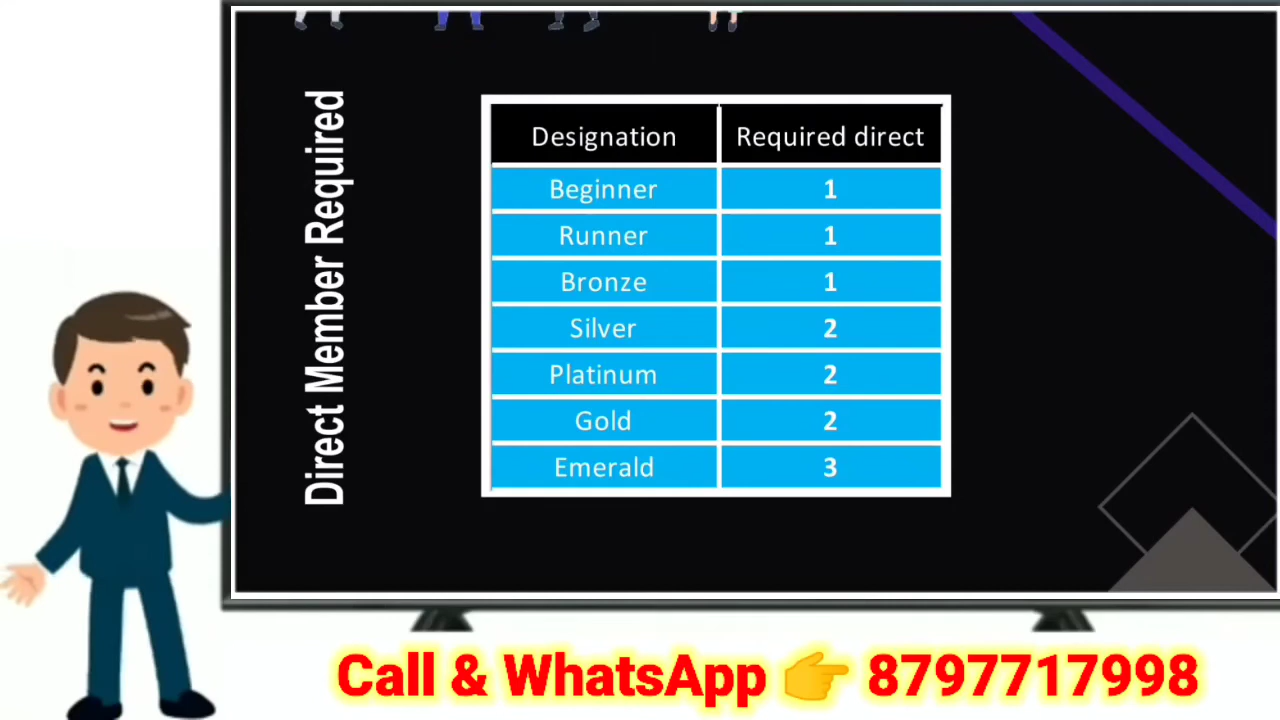 Direct Member Required
Designation Required direct
Beginner 1
Runner 1
Bronze 1
Silver 2
Platinum 2
Gold 2
Emerald 3
Call & WhatsApp 👉 8797717998